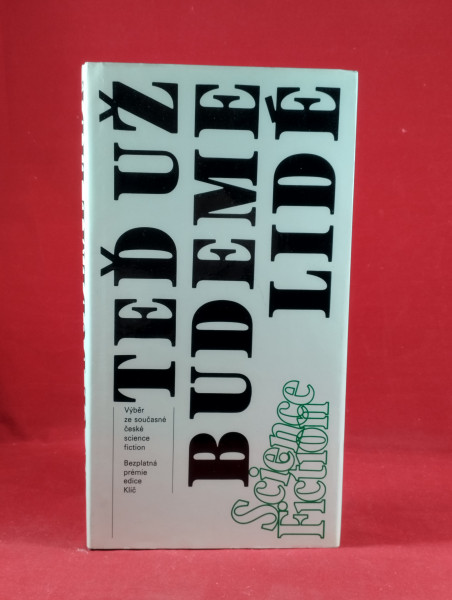 TEĎ UŽ
BUDEME
LIDÉ
Výběr
ze současné
české
science
fiction
Bezplatná
prémie
edice
Klíč
Science
Fiction